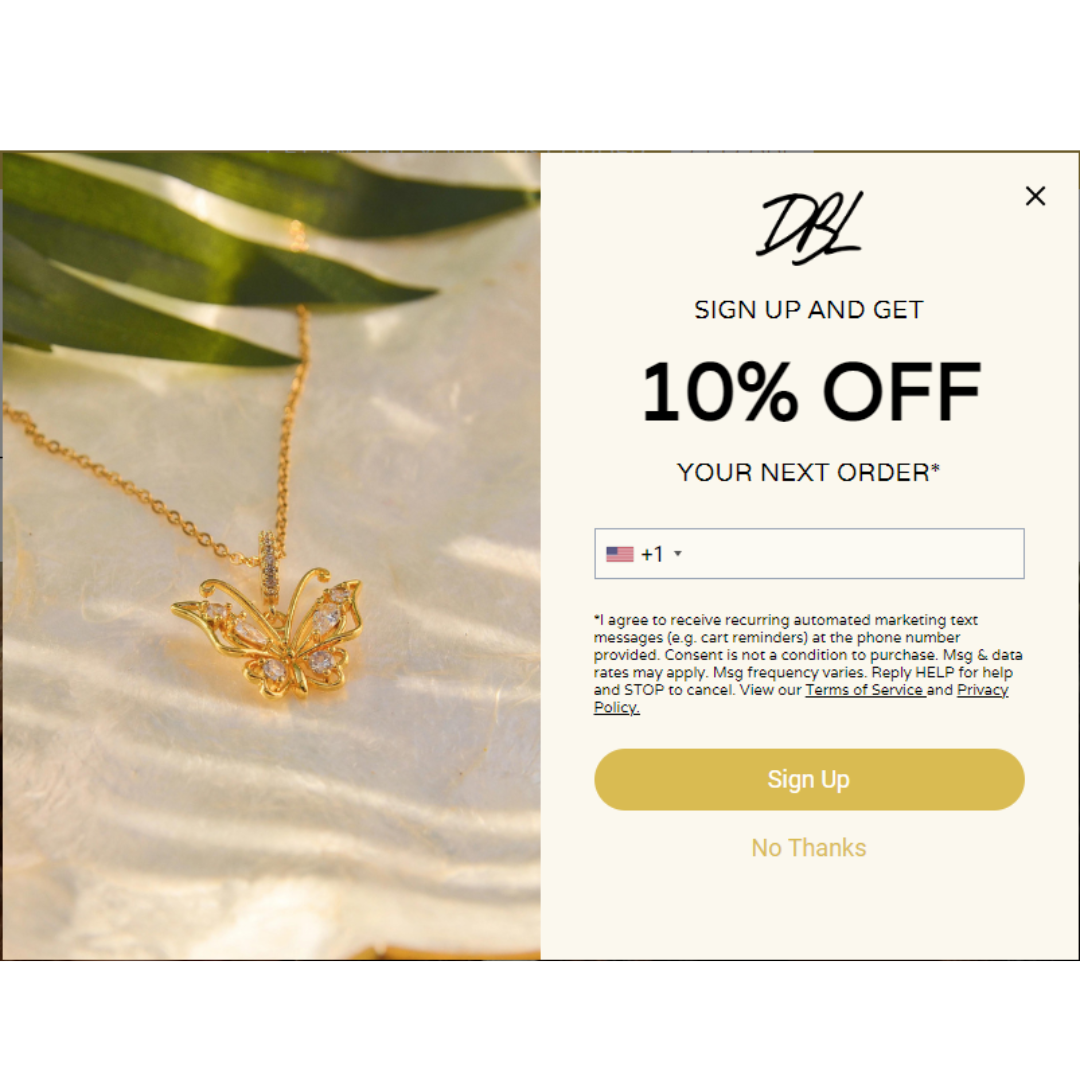 DBL
SIGN UP AND GET
10% OFF
YOUR NEXT ORDER*
+1
*I agree to receive recurring automated marketing text
messages (e.g. cart reminders) at the phone number
provided. Consent is not a condition to purchase. Msg & data
rates may apply. Msg frequency varies. Reply HELP for help
and STOP to cancel. View our Terms of Service and Privacy
Policy.
Sign Up
No Thanks